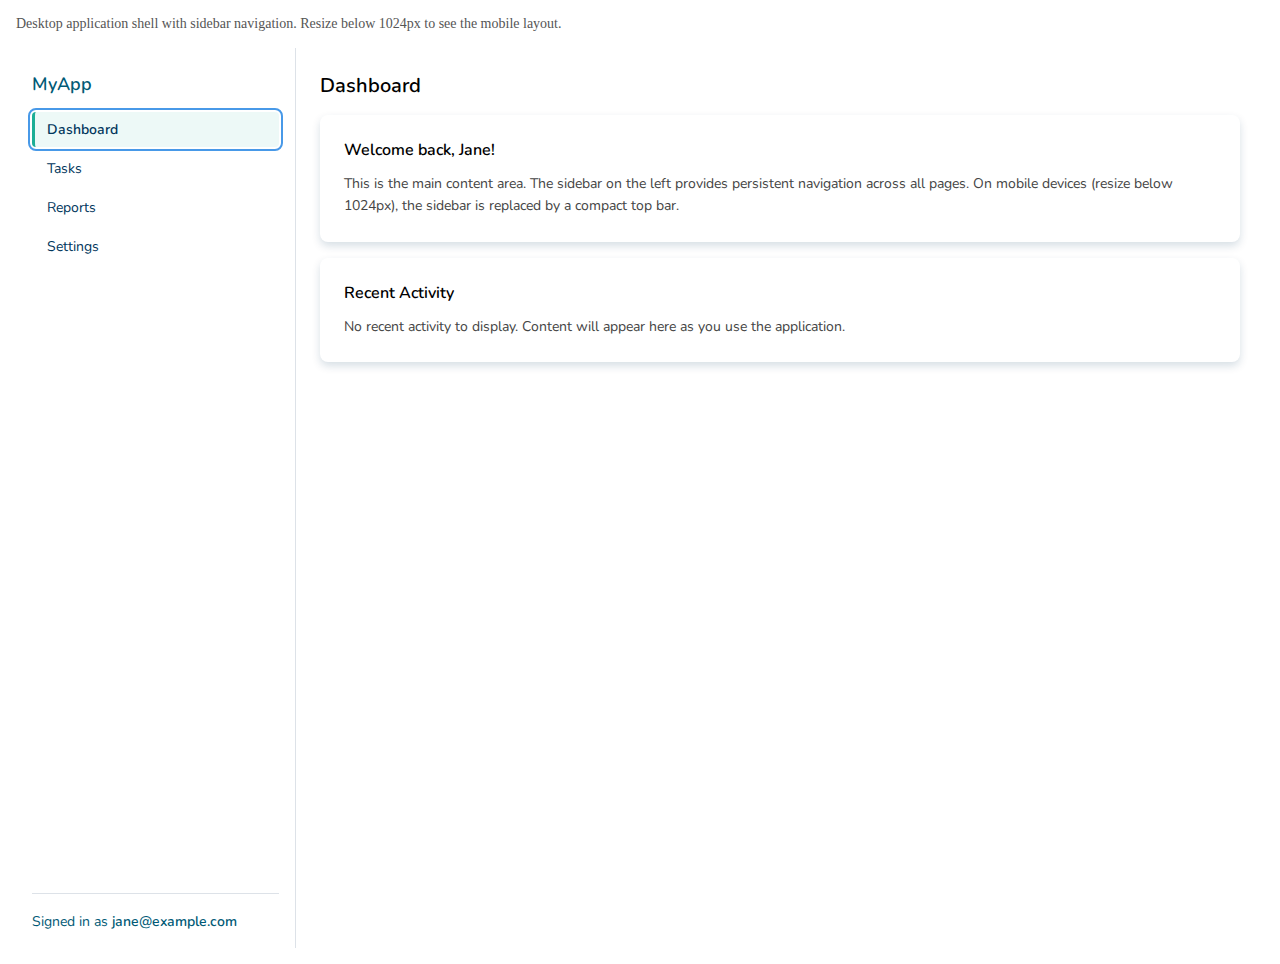 Desktop application shell with sidebar navigation. Resize below 1024px to see the mobile layout.
MyApp
Dashboard
Tasks
Reports
Settings
Signed in as jane@example.com
Dashboard
Welcome back, Jane!
This is the main content area. The sidebar on the left provides persistent navigation across all pages. On mobile devices (resize below
1024px), the sidebar is replaced by a compact top bar.
Recent Activity
No recent activity to display. Content will appear here as you use the application.